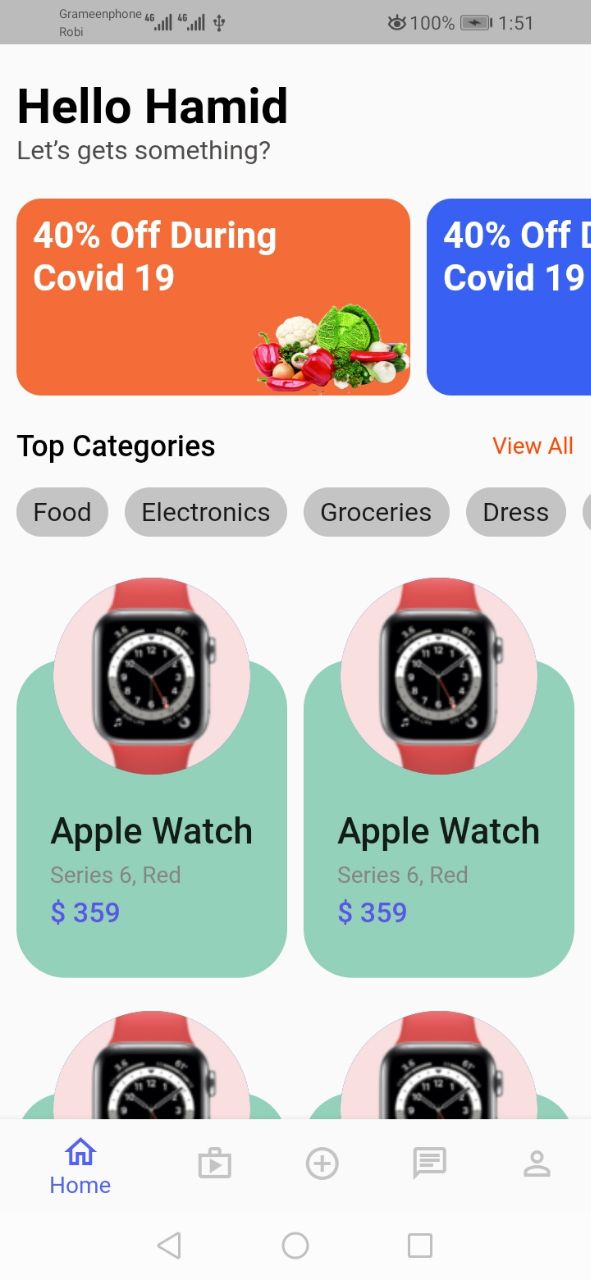 Grameenphone 4G 4G 100% 1:51
Robi
Hello Hamid
Let’s gets something?
40% Off During
Covid 19
40% Off D
Covid 19
Top Categories View All
Food Electronics Groceries Dress
Apple Watch
Series 6, Red
$ 359
Apple Watch
Series 6, Red
$ 359
Home